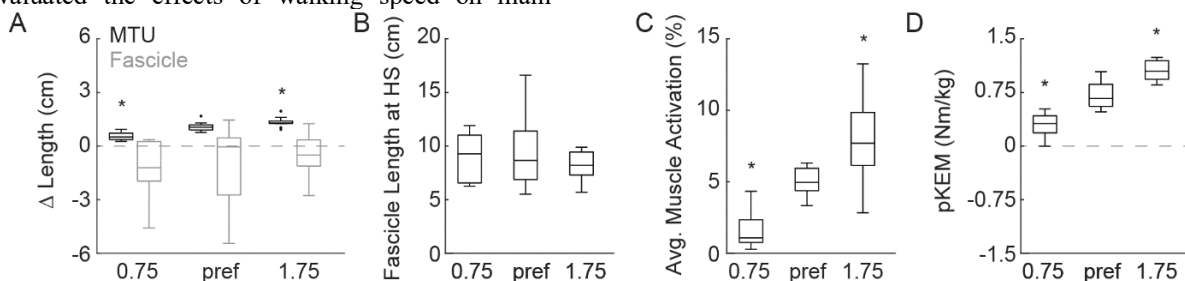 valuated the effects of walking speed on main
A
MTU
Fascicle
Δ Length (cm)
6
3
0
-3
-6
*
*
0.75 pref 1.75
B
Fascicle Length at HS (cm)
20
15
10
5
0
0.75 pref 1.75
C
Avg. Muscle Activation (%)
15
10
5
0
*
*
0.75 pref 1.75
D
pKEM (Nm/kg)
1.5
0.75
0
-0.75
-1.5
*
*
0.75 pref 1.75